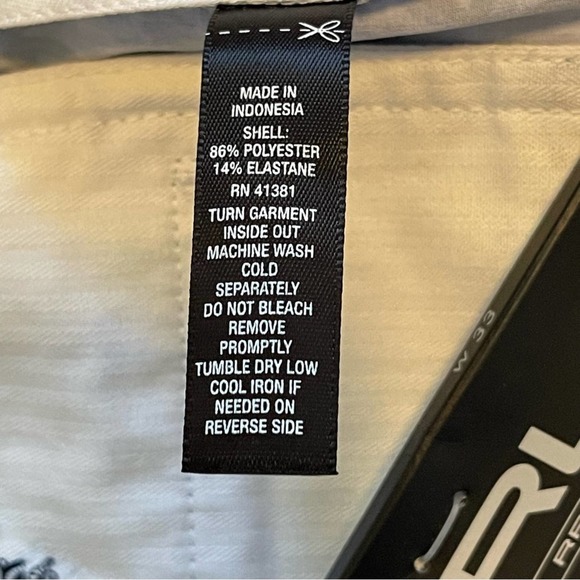 MADE IN
INDONESIA
SHELL:
86% POLYESTER
14% ELASTANE
RN 41381
TURN GARMENT
INSIDE OUT
MACHINE WASH
COLD
SEPARATELY
DO NOT BLEACH
REMOVE
PROMPTLY
TUMBLE DRY LOW
COOL IRON IF
NEEDED ON
REVERSE SIDE
W 33